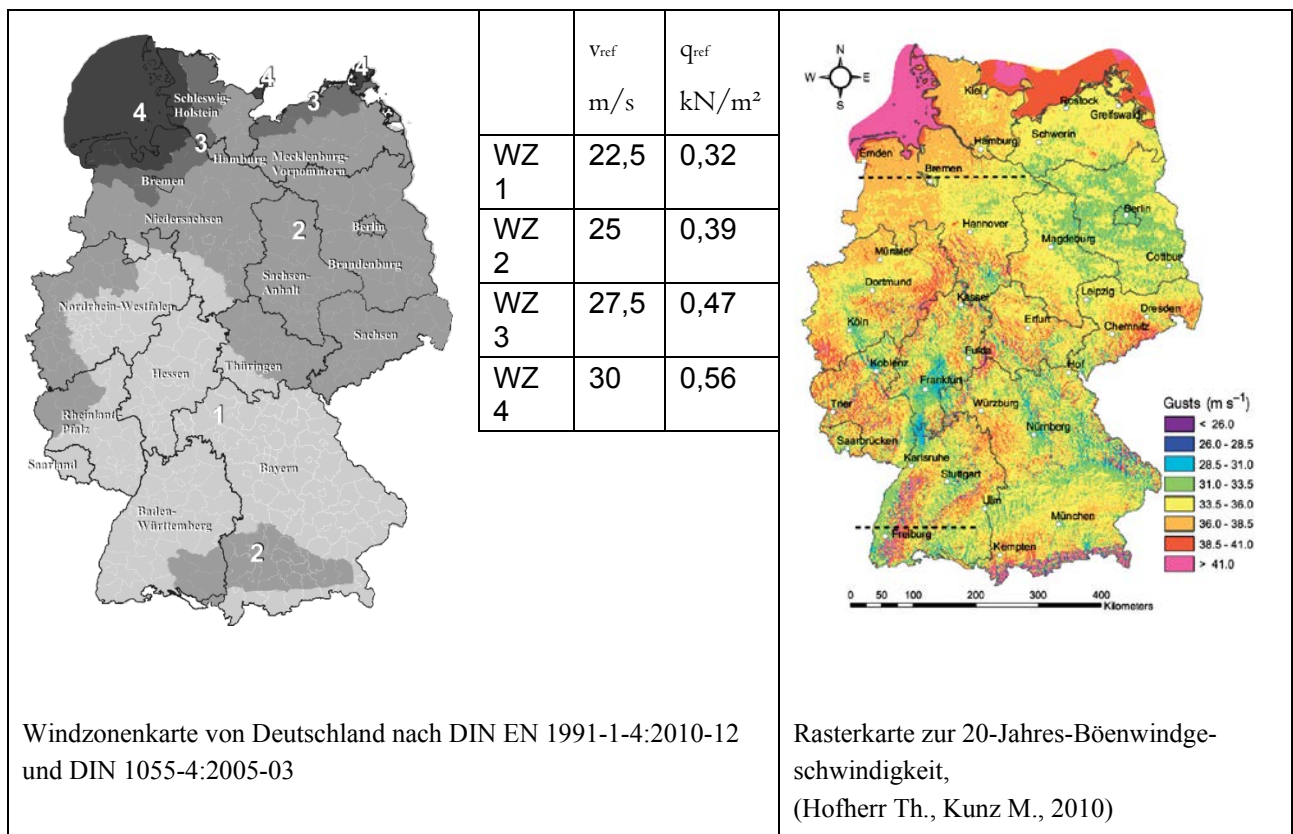 4
4
4
3
3
Schleswig-
Holstein
Hamburg
Mecklenburg-
Vorpommern
Bremen
Niedersachsen
2
Berlin
Brandenburg
Sachsen-
Anhalt
Nordrhein-Westfalen
Sachsen
Thüringen
Hessen
1
Rheinland
Pfalz
Saarland
Bayern
Baden-
Württemberg
2
vref qref
m/s kN/m²
WZ 22,5 0,32
1
WZ 25 0,39
2
WZ 27,5 0,47
3
WZ 30 0,56
4
N
W E
S
Kiel
Rostock
Greifswald
Hamburg
Schwerin
Emden
Bremen
Berlin
Hannover
Magdeburg
Münster
Cottbus
Dortmund
Leipzig
Kassel
Dresden
Köln
Erfurt
Chemnitz
Koblenz
Fulda
Hof
Frankfurt
Trier
Würzburg
Saarbrücken
Nürnberg
Karlsruhe
Stuttgart
Ulm
München
Freiburg
Kempten
Gusts (m s⁻¹)
< 26.0
26.0 - 28.5
28.5 - 31.0
31.0 - 33.5
33.5 - 36.0
36.0 - 38.5
38.5 - 41.0
> 41.0
0 50 100 200 300 400
Kilometers
Windzonenkarte von Deutschland nach DIN EN 1991-1-4:2010-12
und DIN 1055-4:2005-03
Rasterkarte zur 20-Jahres-Böenwindge-
schwindigkeit,
(Hofherr Th., Kunz M., 2010)